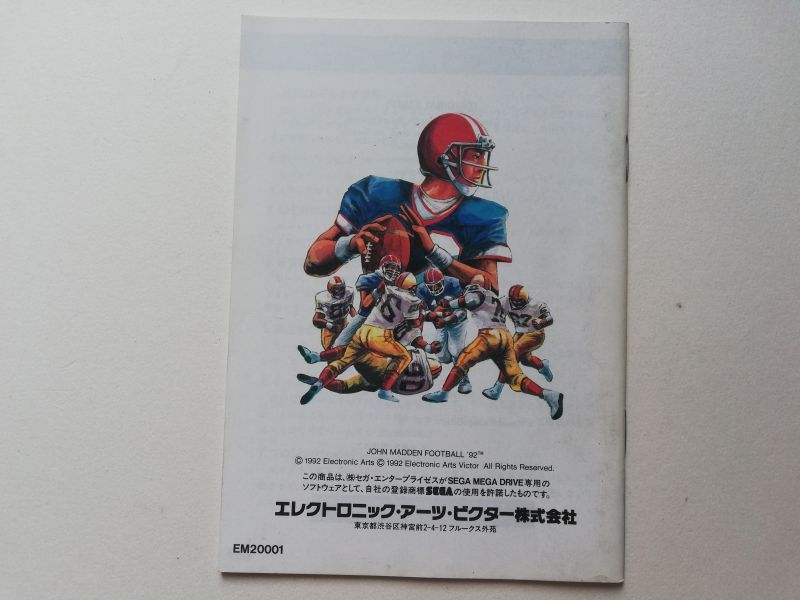 JOHN MADDEN FOOTBALL '92™
© 1992 Electronic Arts © 1992 Electronic Arts Victor All Rights Reserved.
この商品は、㈱セガ・エンタープライゼスがSEGA MEGA DRIVE専用の
ソフトウェアとして、自社の登録商標SEGAの使用を許諾したものです。
エレクトロニック・アーツ・ビクター株式会社
東京都渋谷区神宮前2-4-12 フルークス外苑
EM20001